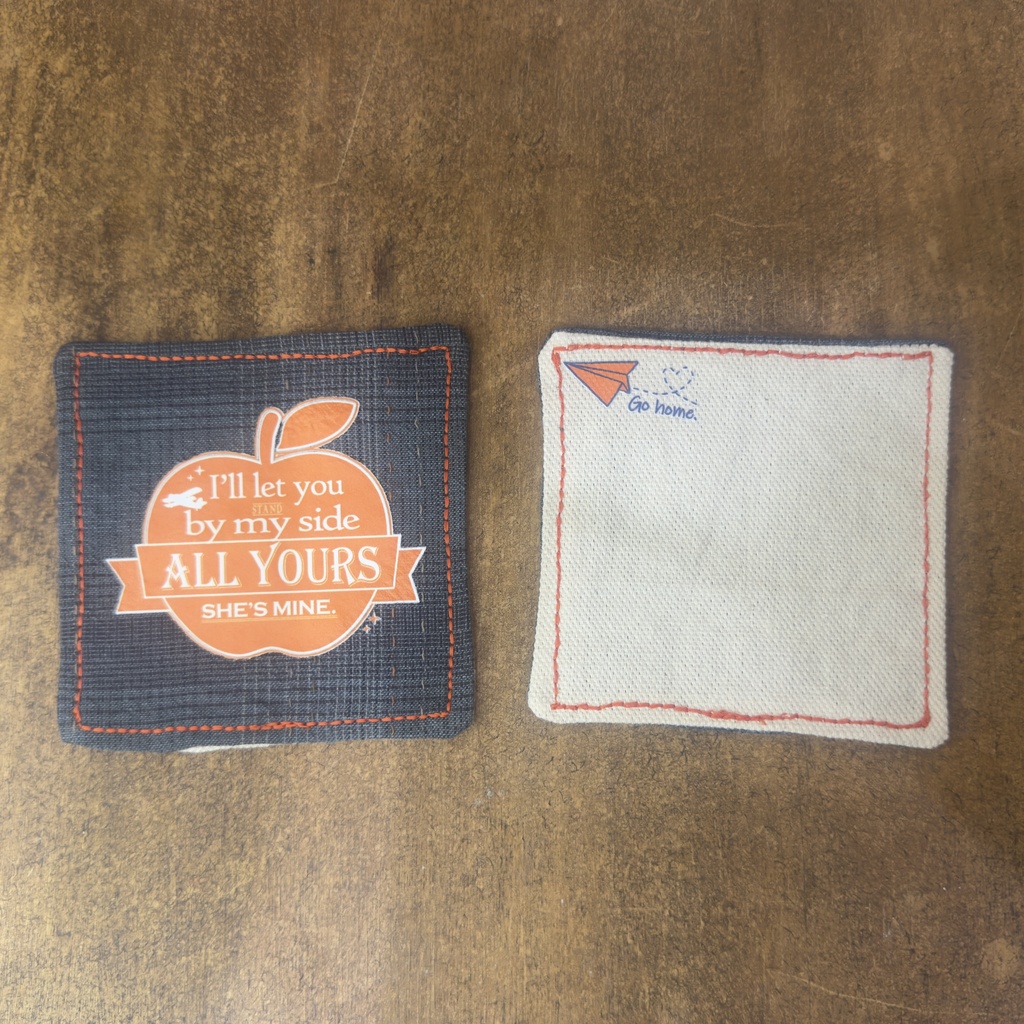 I'll let you
STAND
by my side
ALL YOURS
SHE'S MINE.
Go home.